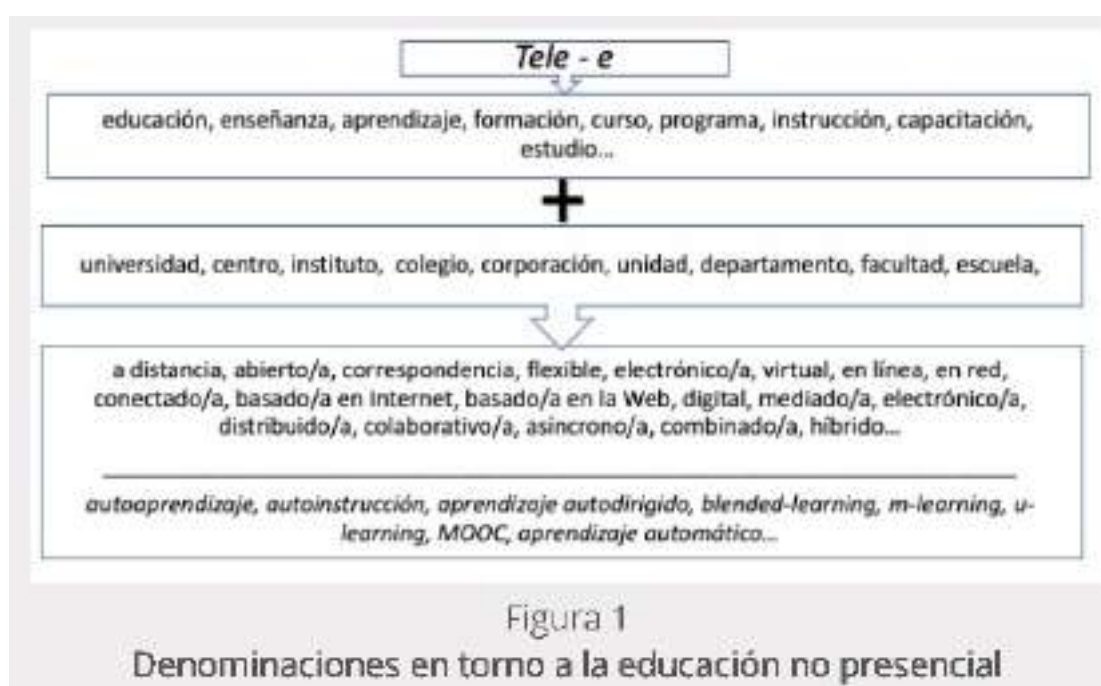 Tele - e
educación, enseñanza, aprendizaje, formación, curso, programa, instrucción, capacitación,
estudio...
+
universidad, centro, instituto, colegio, corporación, unidad, departamento, facultad, escuela,
a distancia, abierto/a, correspondencia, flexible, electrónico/a, virtual, en línea, en red,
conectado/a, basado/a en Internet, basado/a en la Web, digital, mediado/a, electrónico/a,
distribuido/a, colaborativo/a, asíncrono/a, combinado/a, híbrido...
autoaprendizaje, autoinstrucción, aprendizaje autodirigido, blended-learning, m-learning, u-
learning, MOOC, aprendizaje automático...
Figura 1
Denominaciones en torno a la educación no presencial